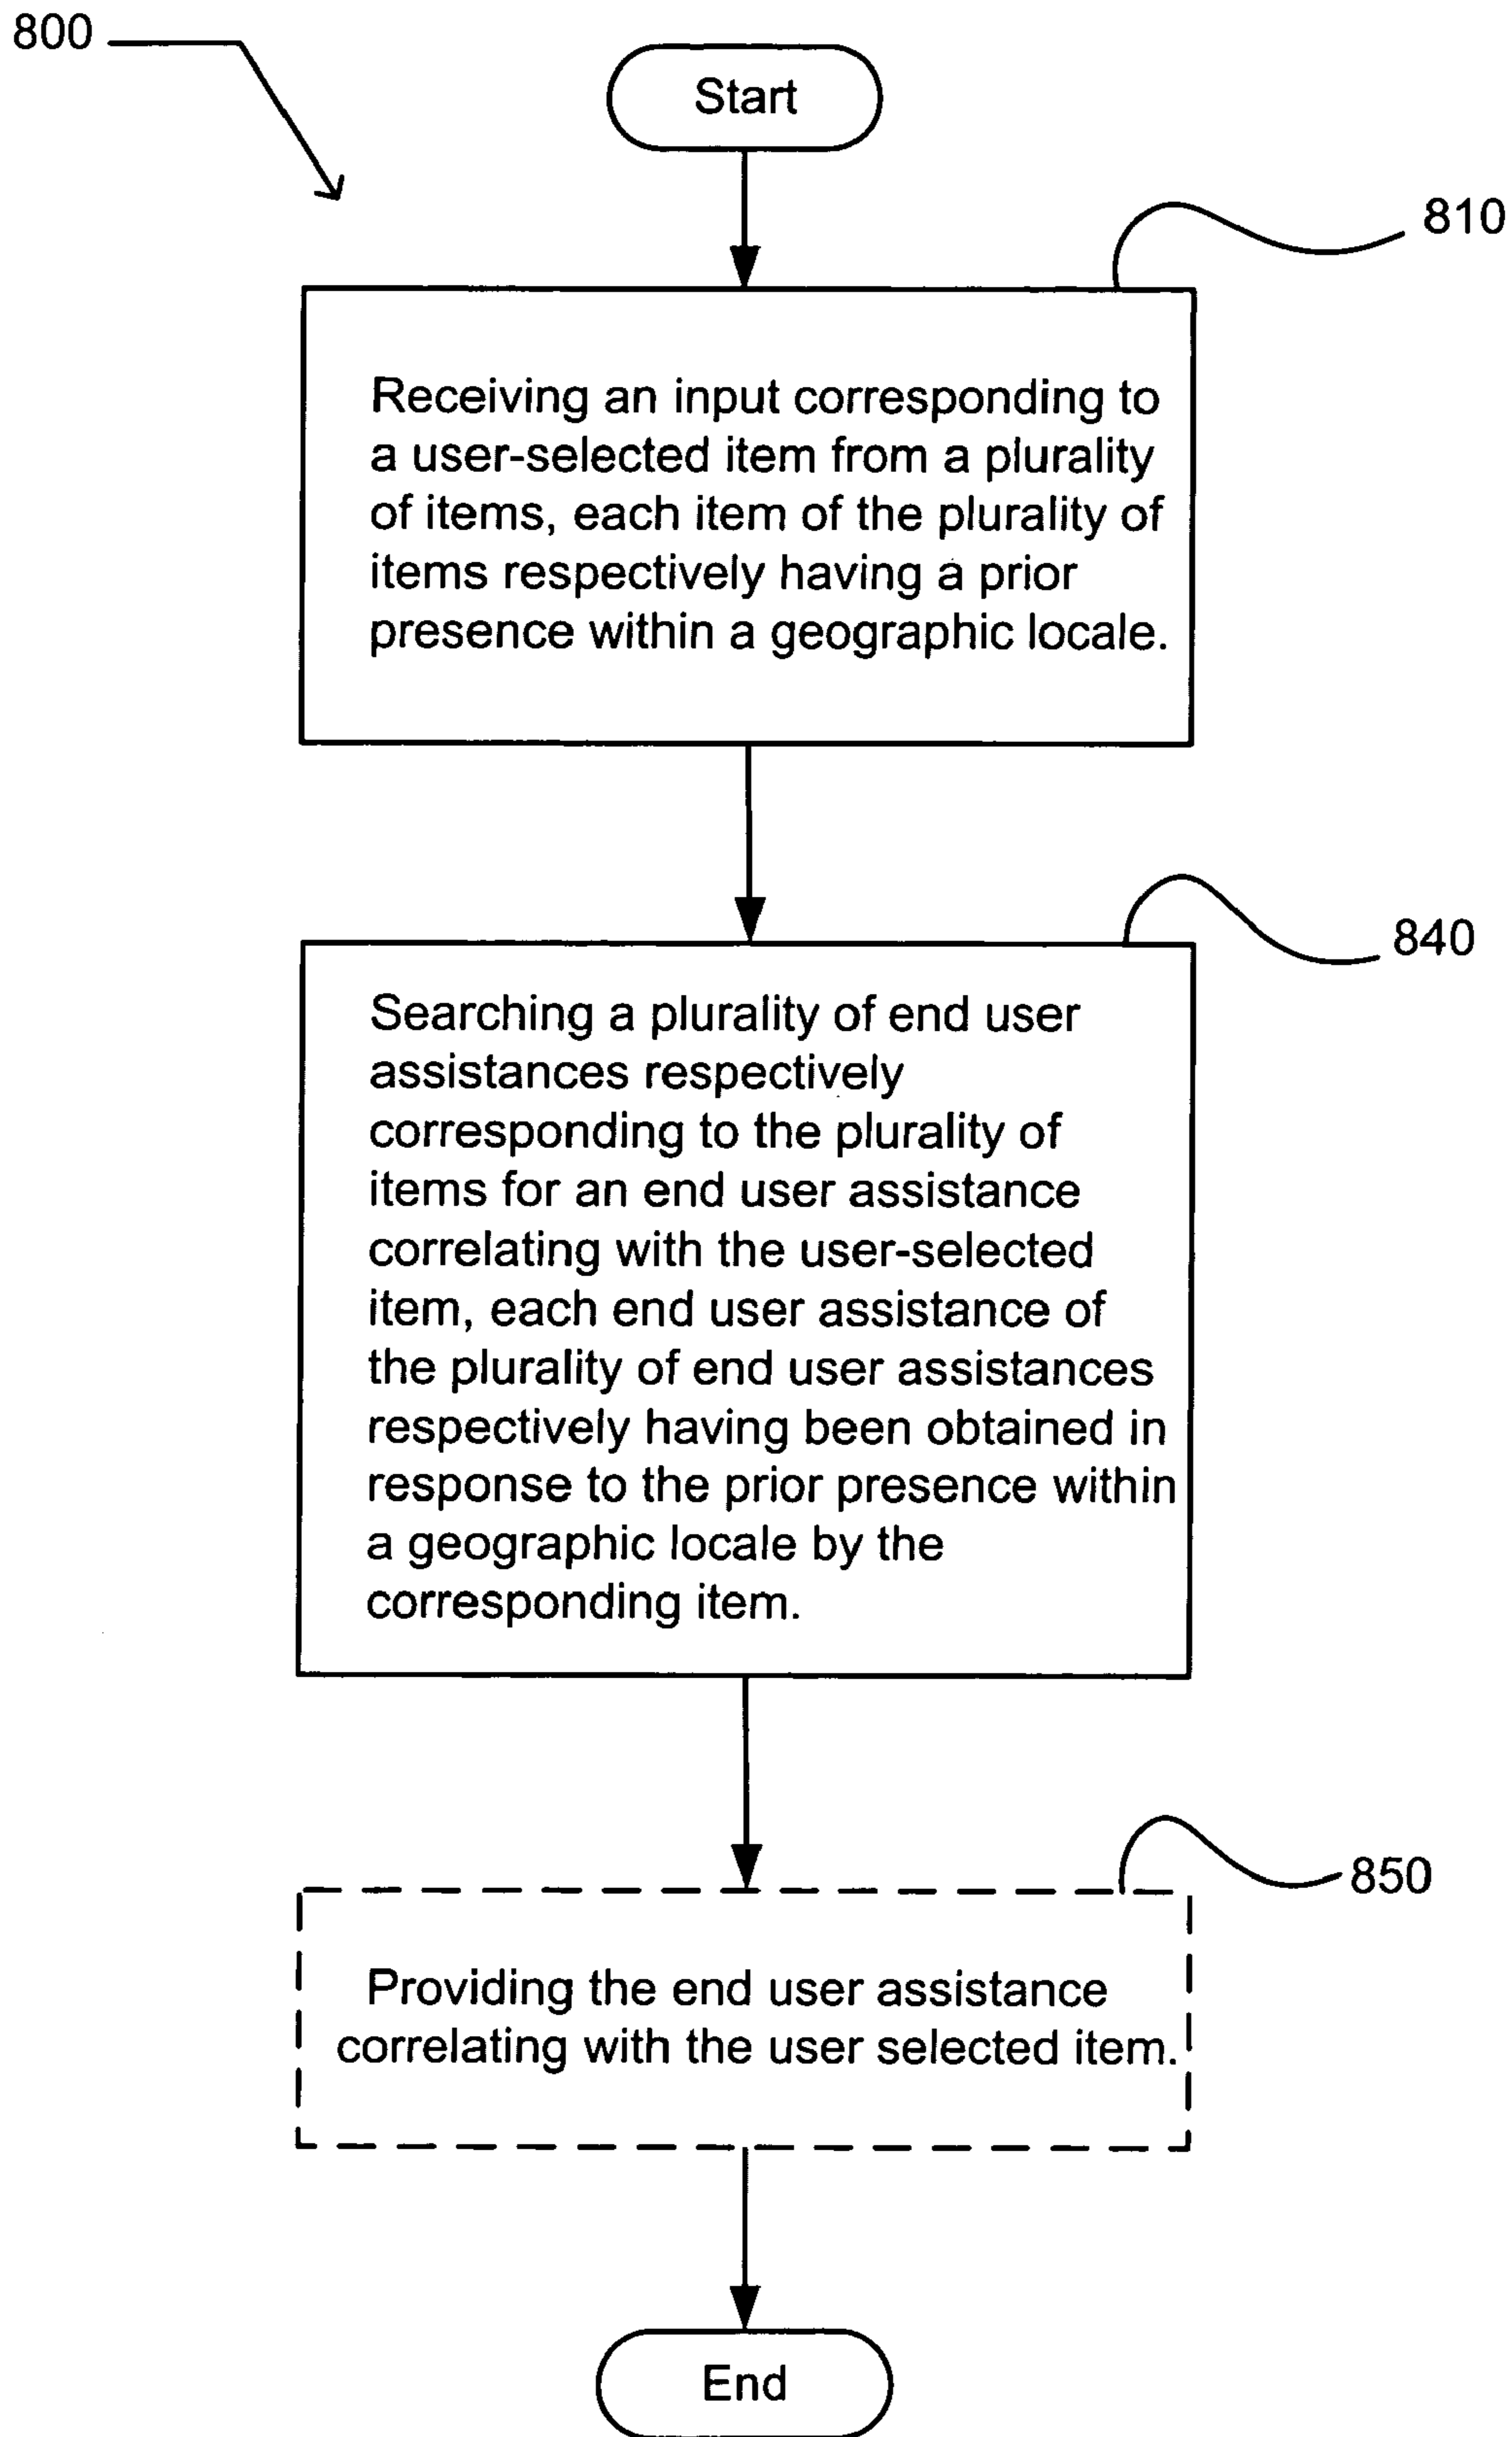 800
Start
810
Receiving an input corresponding to
a user-selected item from a plurality
of items, each item of the plurality of
items respectively having a prior
presence within a geographic locale.
840
Searching a plurality of end user
assistances respectively
corresponding to the plurality of
items for an end user assistance
correlating with the user-selected
item, each end user assistance of
the plurality of end user assistances
respectively having been obtained in
response to the prior presence within
a geographic locale by the
corresponding item.
850
Providing the end user assistance
correlating with the user selected item.
End